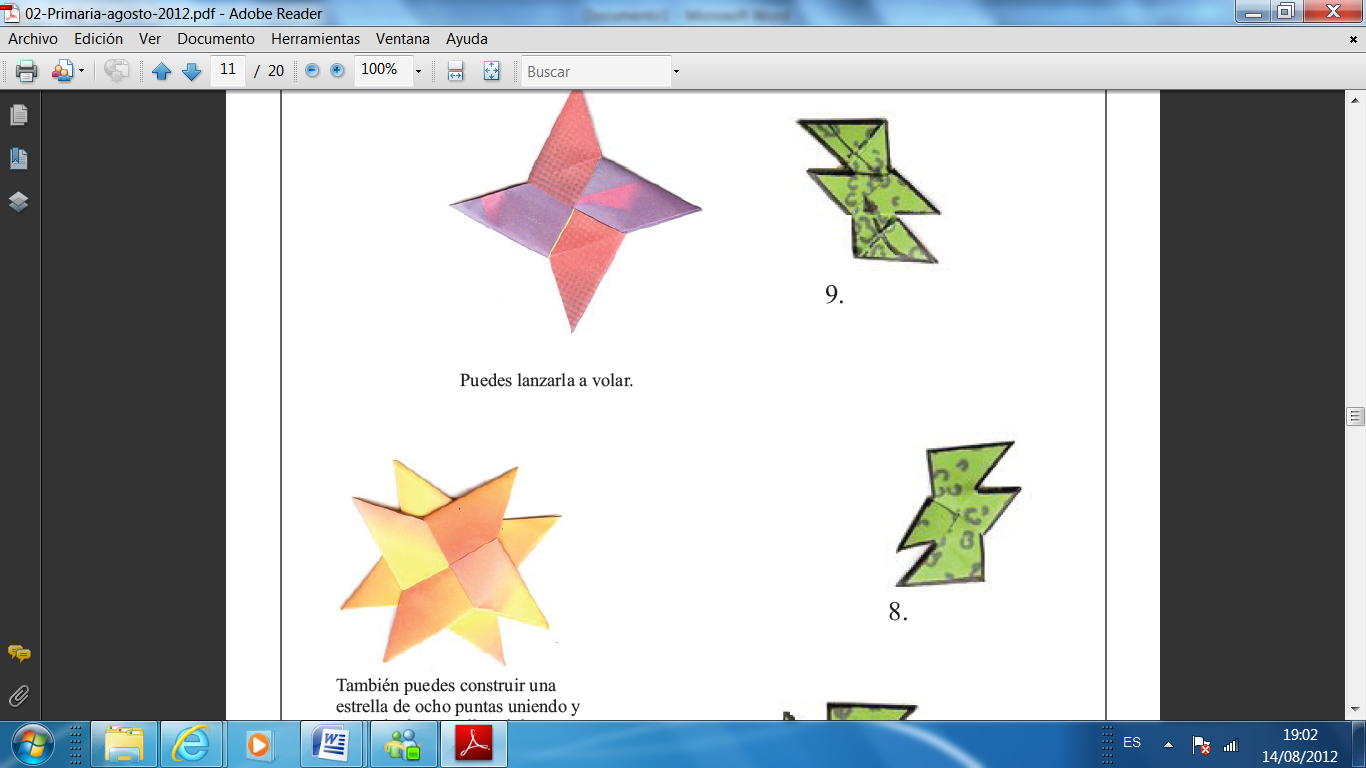 02-Primaria-agosto-2012.pdf - Adobe Reader
Archivo Edición Ver Documento Herramientas Ventana Ayuda
11 / 20 100% Buscar
9.
Puedes lanzarla a volar.
8.
También puedes construir una
estrella de ocho puntas uniendo y
ES 19:02
14/08/2012